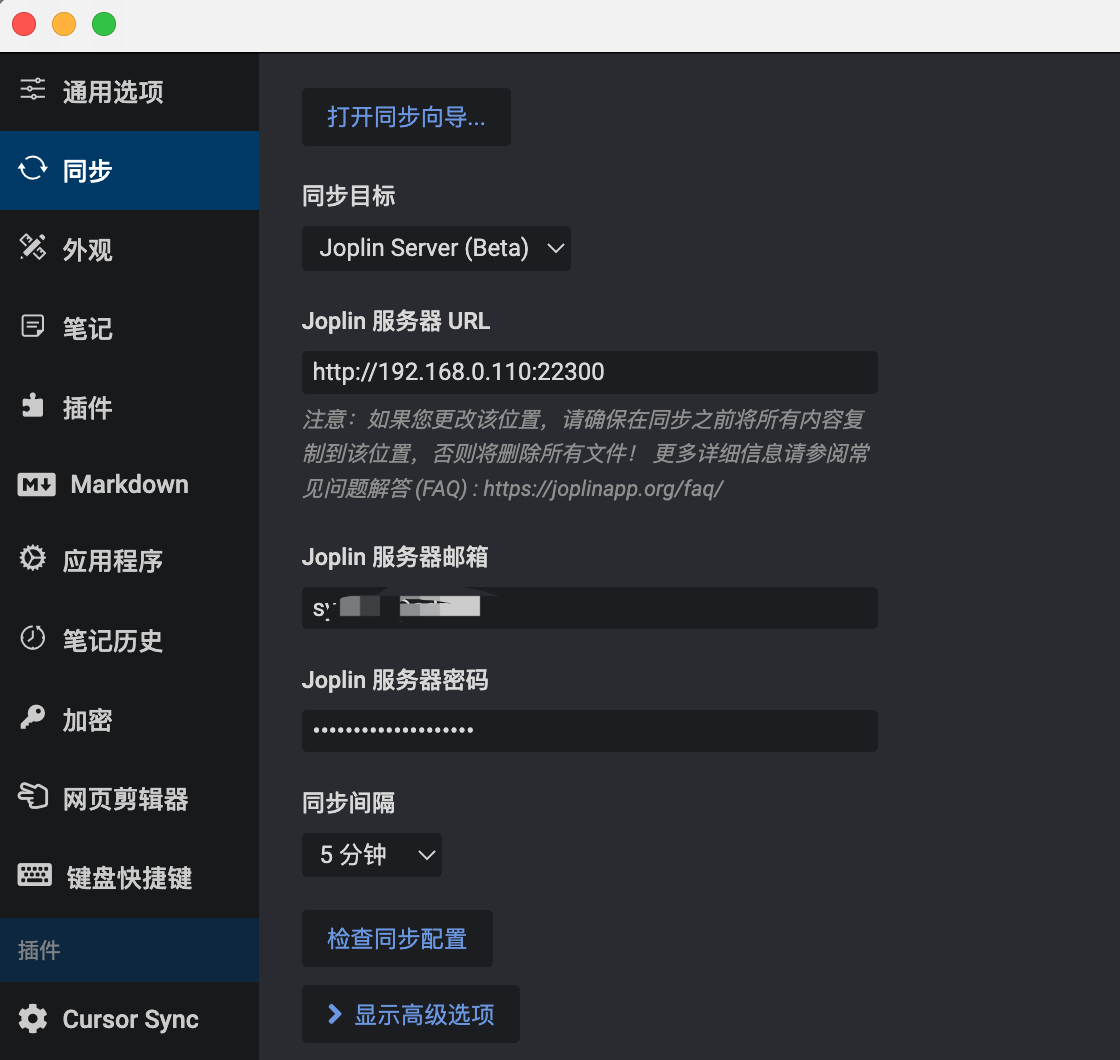 通用选项
同步
外观
笔记
插件
Markdown
应用程序
笔记历史
加密
网页剪辑器
键盘快捷键
插件
Cursor Sync
打开同步向导...
同步目标
Joplin Server (Beta)
Joplin 服务器 URL
http://192.168.0.110:22300
注意：如果您更改该位置，请确保在同步之前将所有内容复
制到该位置，否则将删除所有文件！ 更多详细信息请参阅常
见问题解答 (FAQ) : https://joplinapp.org/faq/
Joplin 服务器邮箱
Joplin 服务器密码
•••••••••••••••••••
同步间隔
5 分钟
检查同步配置
显示高级选项